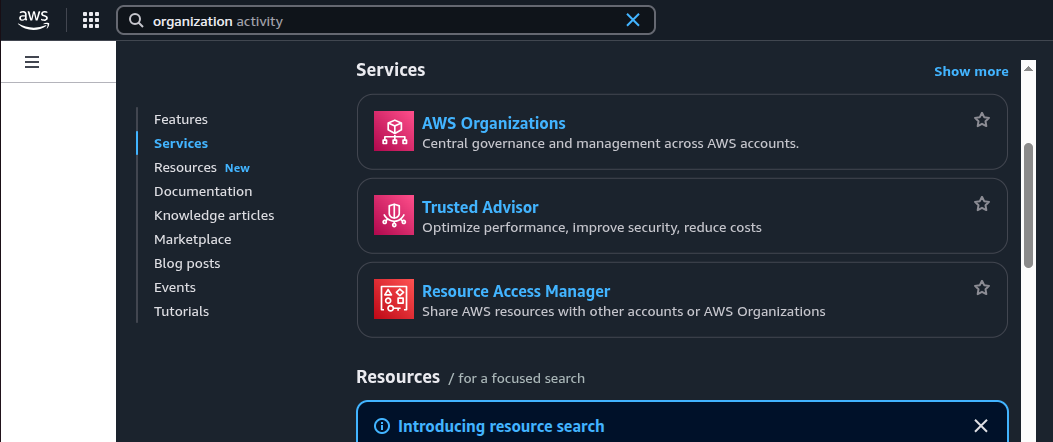 aws
organization activity
Features
Services
Resources New
Documentation
Knowledge articles
Marketplace
Blog posts
Events
Tutorials
Services
Show more
AWS Organizations
Central governance and management across AWS accounts.
Trusted Advisor
Optimize performance, improve security, reduce costs
Resource Access Manager
Share AWS resources with other accounts or AWS Organizations
Resources / for a focused search
Introducing resource search